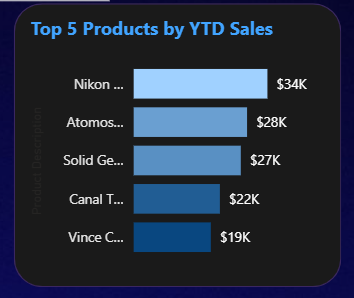 Top 5 Products by YTD Sales
Nikon ... $34K
Atomos... $28K
Solid Ge... $27K
Canal T... $22K
Vince C... $19K
Product Description